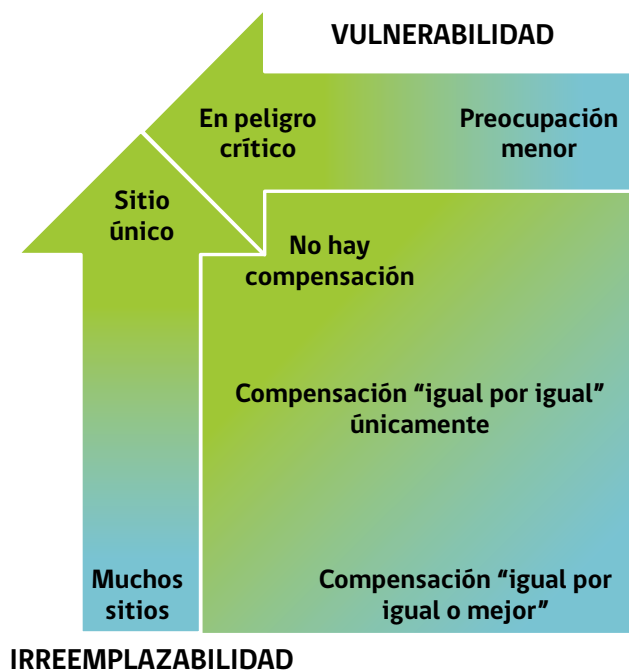 VULNERABILIDAD
En peligro
crítico
Preocupación
menor
Sitio
único
No hay
compensación
Compensación “igual por igual”
únicamente
Muchos
sitios
Compensación “igual por
igual o mejor”
IRREEMPLAZABILIDAD